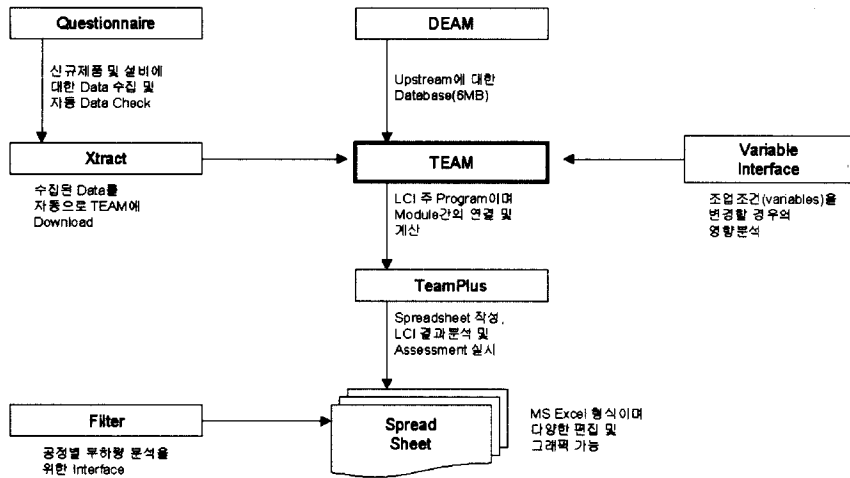 Questionnaire
신규제품 및 설비에
대한 Data 수집 및
자동 Data Check
DEAM
Upstream에 대한
Database(6MB)
Xtract
수집된 Data를
자동으로 TEAM에
Download
TEAM
LCI 주 Program이며
Module간의 연결 및
계산
Variable
Interface
조업조건(variables)을
변경할 경우의
영향분석
TeamPlus
Spreadsheet 작성,
LCI 결과분석 및
Assessment 실시
Filter
공정별 부하량 분석을
위한 Interface
Spread
Sheet
MS Excel 형식이며
다양한 편집 및
그래픽 가능